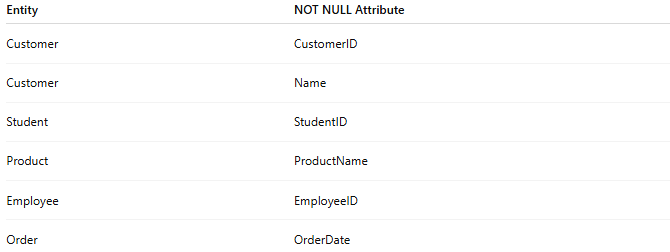 Entity NOT NULL Attribute
Customer CustomerID
Customer Name
Student StudentID
Product ProductName
Employee EmployeeID
Order OrderDate